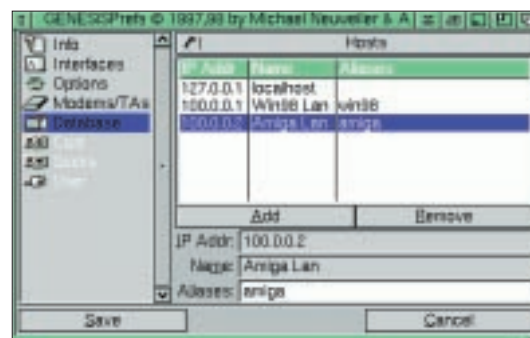 GENESISPrefs © 1997,98 by Michael Neuweiler & A
Info
Interfaces
Options
Modems/TAs
Database
User
Hosts
IP Addr Name Aliases
127.0.0.1 localhost
100.0.0.1 Win98 Lan win98
100.0.0.2 Amiga Lan amiga
Add
Remove
IP Addr: 100.0.0.2
Name: Amiga Lan
Aliases: amiga
Save
Cancel